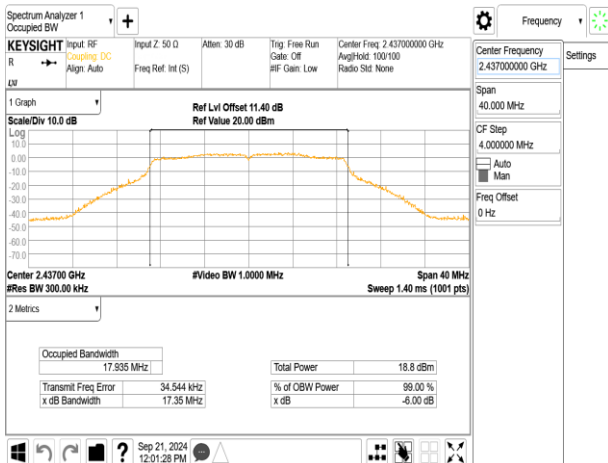 Spectrum Analyzer 1
Occupied BW
Frequency
KEYSIGHT
R
LXI
Input: RF
Coupling: DC
Align: Auto
Input Z: 50 Ω
Freq Ref: Int (S)
Atten: 30 dB
Trig: Free Run
Gate: Off
#IF Gain: Low
Center Freq: 2.437000000 GHz
Avg|Hold: 100/100
Radio Std: None
Center Frequency
2.437000000 GHz
Settings
Span
40.000 MHz
CF Step
4.000000 MHz
Auto
Man
Freq Offset
0 Hz
1 Graph
Scale/Div 10.0 dB
Ref Lvl Offset 11.40 dB
Ref Value 20.00 dBm
Log
10.0
0.00
-10.0
-20.0
-30.0
-40.0
-50.0
-60.0
-70.0
Center 2.43700 GHz
#Video BW 1.0000 MHz
Span 40 MHz
#Res BW 300.00 kHz
Sweep 1.40 ms (1001 pts)
2 Metrics
Occupied Bandwidth
17.935 MHz
Total Power 18.8 dBm
Transmit Freq Error 34.544 kHz
% of OBW Power 99.00 %
x dB Bandwidth 17.35 MHz
x dB -6.00 dB
?
Sep 21, 2024
12:01:28 PM